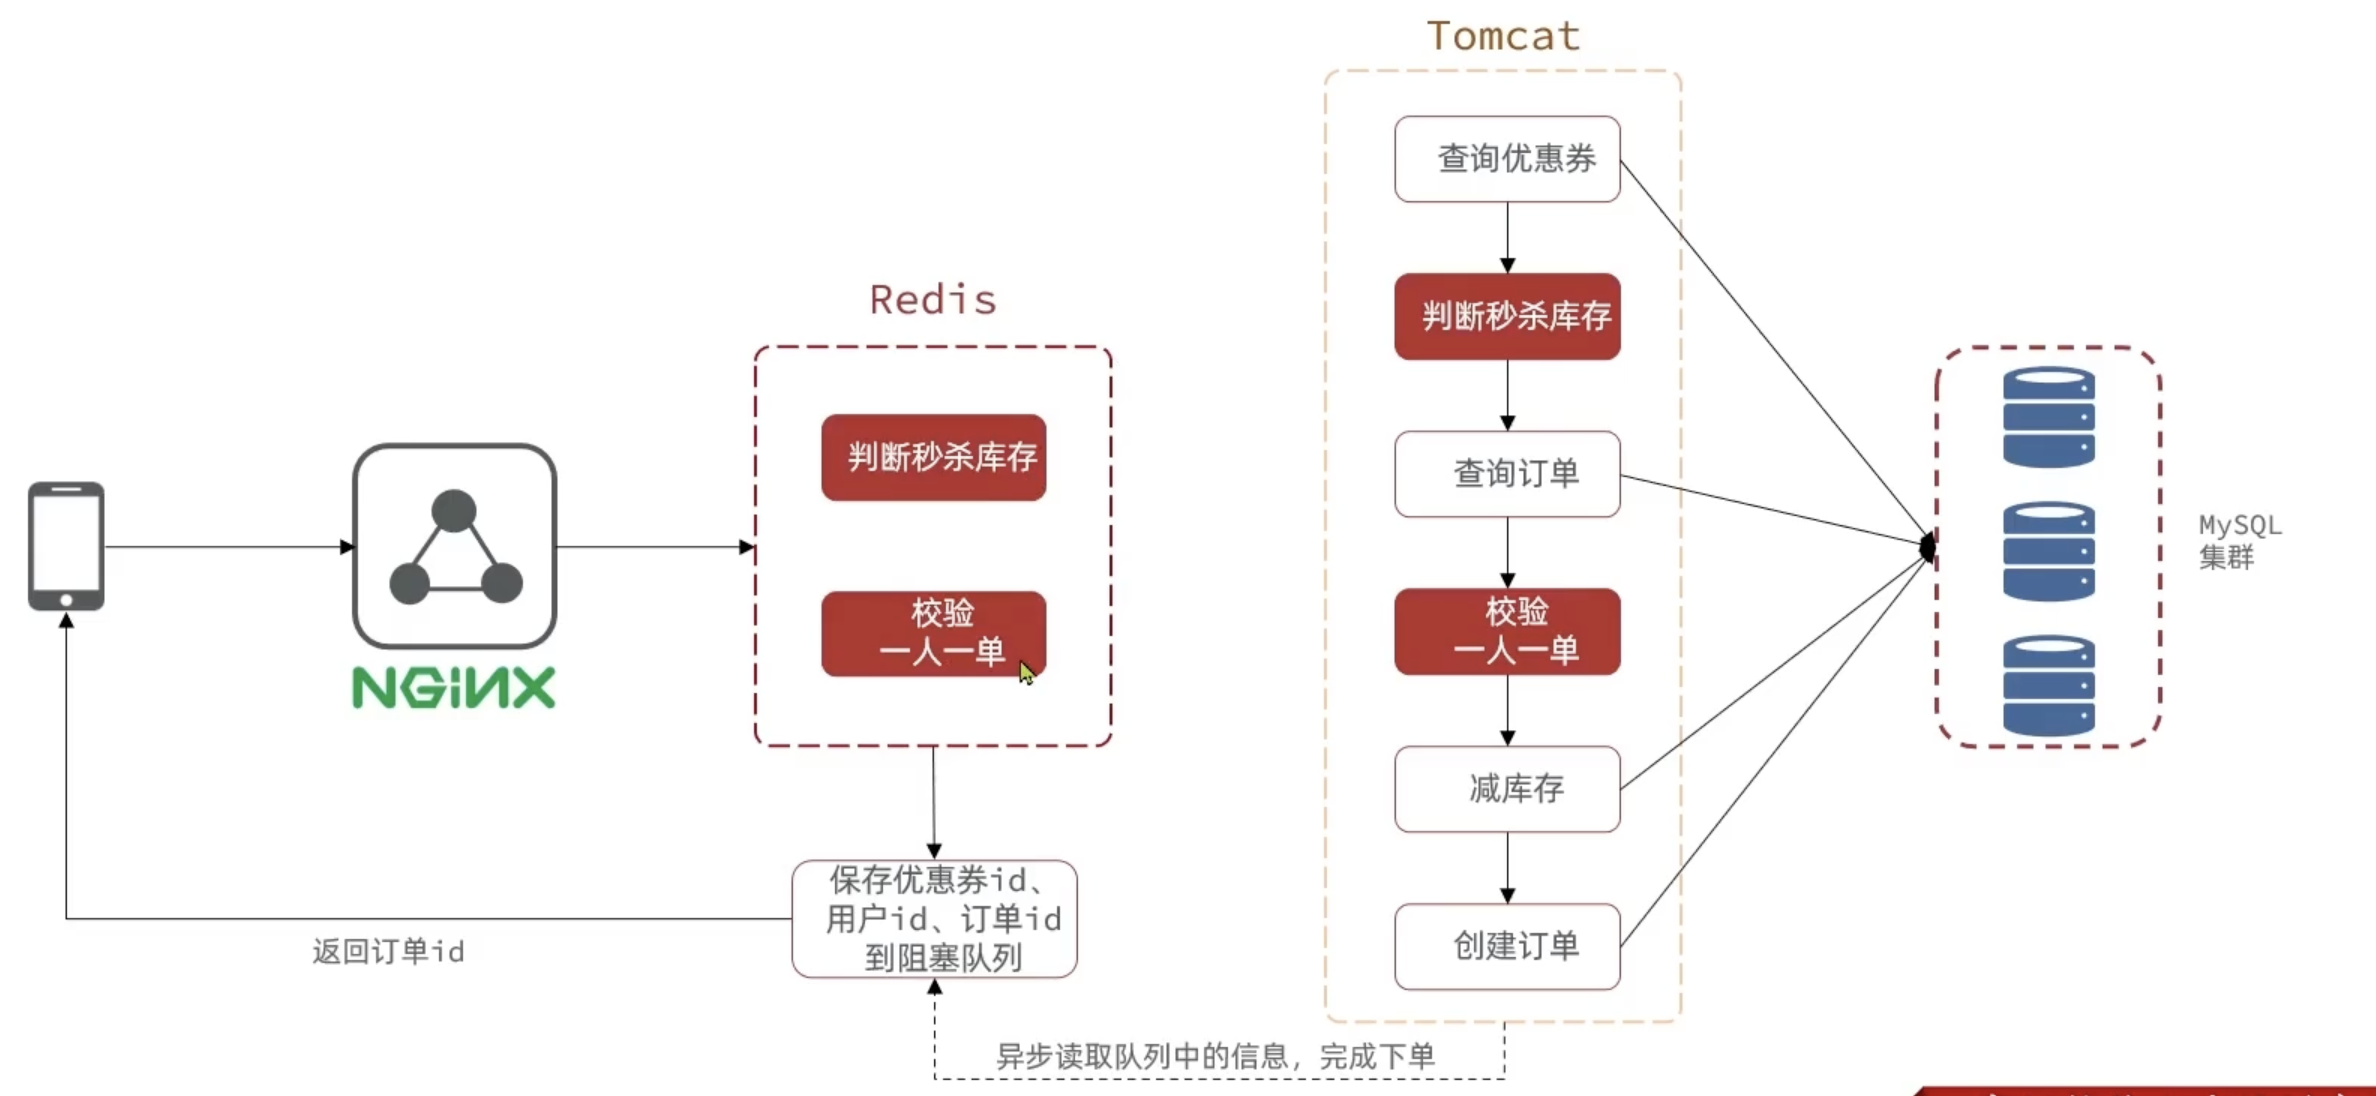 Tomcat
查询优惠券
判断秒杀库存
查询订单
校验
一人一单
减库存
创建订单
Redis
判断秒杀库存
校验
一人一单
NGINX
MySQL
集群
保存优惠券id、
用户id、订单id
到阻塞队列
返回订单id
异步读取队列中的信息，完成下单